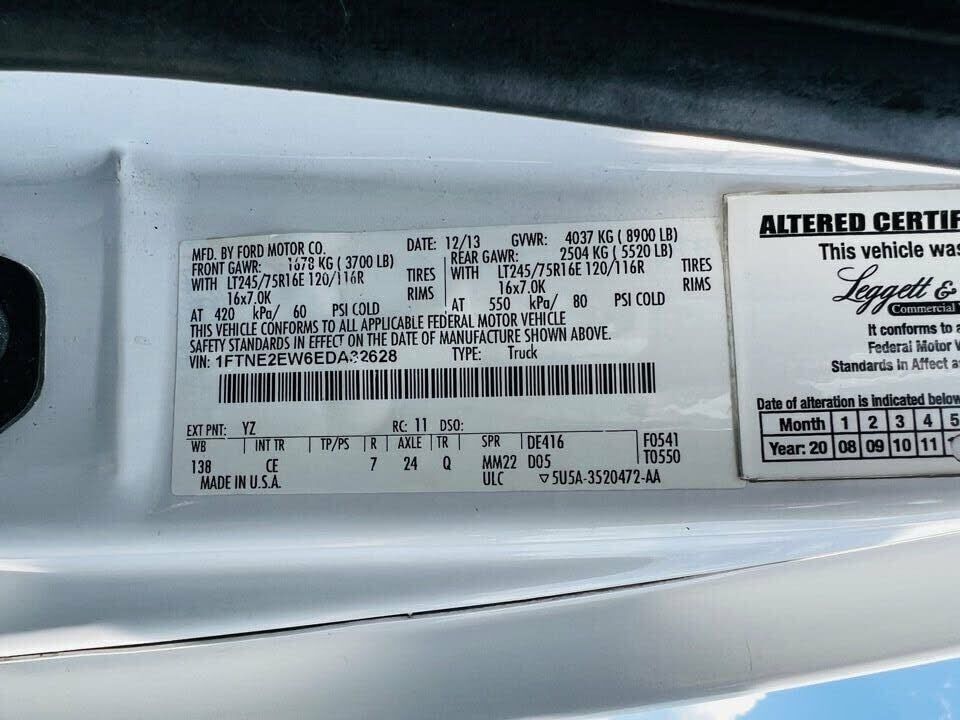 MFD. BY FORD MOTOR CO. DATE: 12/13 GVWR: 4037 KG ( 8900 LB)
FRONT GAWR: 1678 KG ( 3700 LB) REAR GAWR: 2504 KG ( 5520 LB)
WITH LT245/75R16E 120/116R TIRES WITH LT245/75R16E 120/116R TIRES
16x7.0K RIMS 16x7.0K RIMS
AT 420 kPa/ 60 PSI COLD AT 550 kPa/ 80 PSI COLD
THIS VEHICLE CONFORMS TO ALL APPLICABLE FEDERAL MOTOR VEHICLE
SAFETY STANDARDS IN EFFECT ON THE DATE OF MANUFACTURE SHOWN ABOVE.
VIN: 1FTNE2EW6EDA32628 TYPE: Truck
EXT PNT: YZ RC: 11 DSO:
WB INT TR TP/PS R AXLE TR SPR DE416 F0541
138 CE 7 24 Q MM22 D05 T0550
MADE IN U.S.A. ULC ▽5U5A-3520472-AA
ALTERED CERTIF
This vehicle was
Leggett &
Commercial
It conforms to a
Federal Motor V
Standards in Affect an
Date of alteration is indicated below
Month 1 2 3 4 5
Year: 20 08 09 10 11